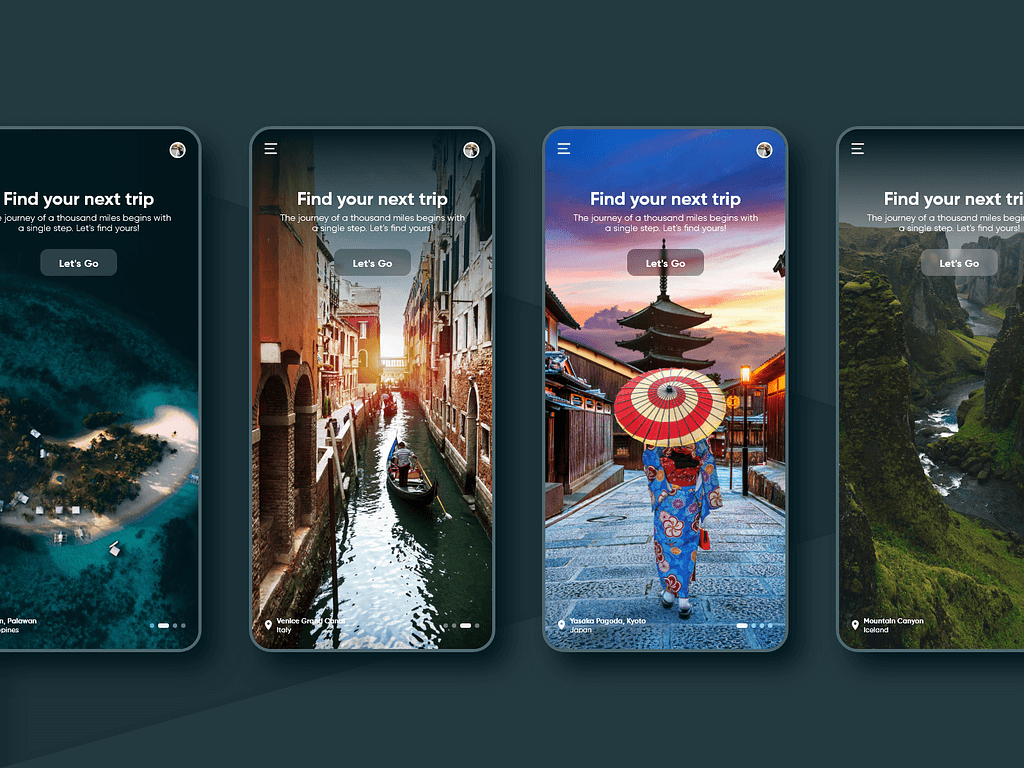 Find your next trip
journey of a thousand miles begins with
a single step. Let's find yours!
Let's Go
Palawan
Find your next trip
The journey of a thousand miles begins with
a single step. Let's find yours!
Let's Go
Venice Grand Canal
Italy
Find your next trip
The journey of a thousand miles begins with
a single step. Let's find yours!
Let's Go
Yasaka Pagoda, Kyoto
Japan
Find your next
The journey of a thousand miles begins
a single step. Let's find yours!
Let's Go
Mountain Canyon
Iceland